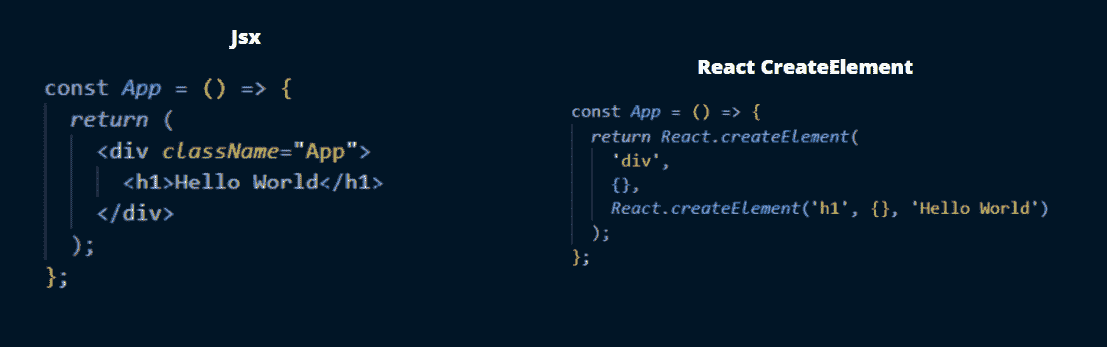 Jsx
const App = () => {
return (
<div className="App">
<h1>Hello World</h1>
</div>
);
};
React CreateElement
const App = () => {
return React.createElement(
'div',
{},
React.createElement('h1', {}, 'Hello World')
);
};